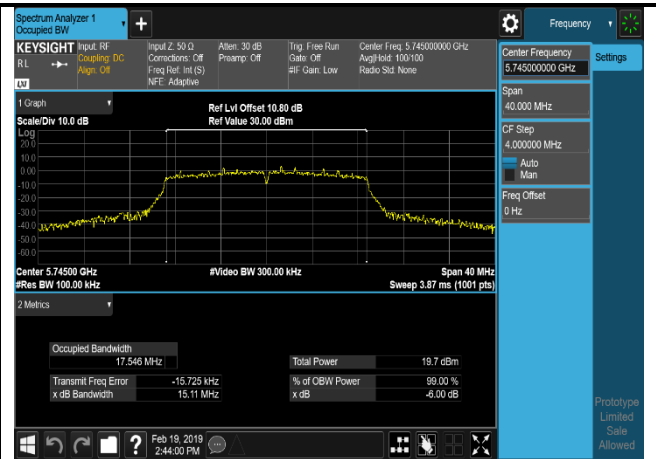 Spectrum Analyzer 1
Occupied BW
Frequency
KEYSIGHT
Input: RF
Coupling: DC
Align: Off
RL
LXI
Input Z: 50 Ω
Corrections: Off
Freq Ref: Int (S)
NFE: Adaptive
Atten: 30 dB
Preamp: Off
Trig: Free Run
Gate: Off
#IF Gain: Low
Center Freq: 5.745000000 GHz
Avg|Hold: 100/100
Radio Std: None
1 Graph
Scale/Div 10.0 dB
Ref Lvl Offset 10.80 dB
Ref Value 30.00 dBm
Log
20.0
10.0
0.00
-10.0
-20.0
-30.0
-40.0
-50.0
-60.0
Center 5.74500 GHz
#Video BW 300.00 kHz
Span 40 MHz
#Res BW 100.00 kHz
Sweep 3.87 ms (1001 pts)
2 Metrics
Occupied Bandwidth
17.546 MHz
Total Power 19.7 dBm
Transmit Freq Error -15.725 kHz
% of OBW Power 99.00 %
x dB Bandwidth 15.11 MHz
x dB -6.00 dB
Feb 19, 2019
2:44:00 PM
Center Frequency
5.745000000 GHz
Settings
Span
40.000 MHz
CF Step
4.000000 MHz
Auto
Man
Freq Offset
0 Hz
Prototype
Limited
Sale
Allowed